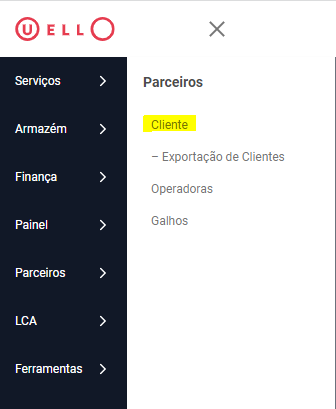 UELLO
Serviços
Armazém
Finança
Painel
Parceiros
LCA
Ferramentas
Parceiros
Cliente
– Exportação de Clientes
Operadoras
Galhos